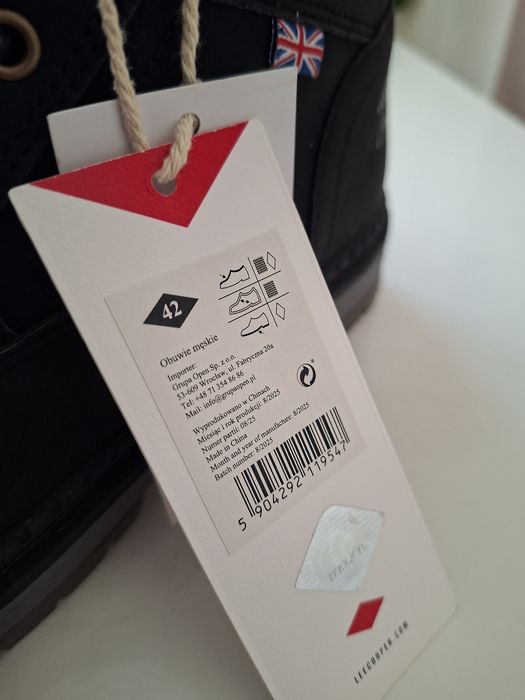 42
Obuwie męskie
Importer:
Grupa Open Sp. z o.o.
53-609 Wrocław, ul. Fabryczna 20a
Tel: +48 71 354 86 86
Mail: info@grupaopen.pl
Wyprodukowano w Chinach
Miesiąc i rok produkcji: 8/2025
Numer partii: 08/25
Made in China
Month and year of manufacture: 8/2025
Batch number: 8/2025
5 904292 119547
LEECOOPER.COM